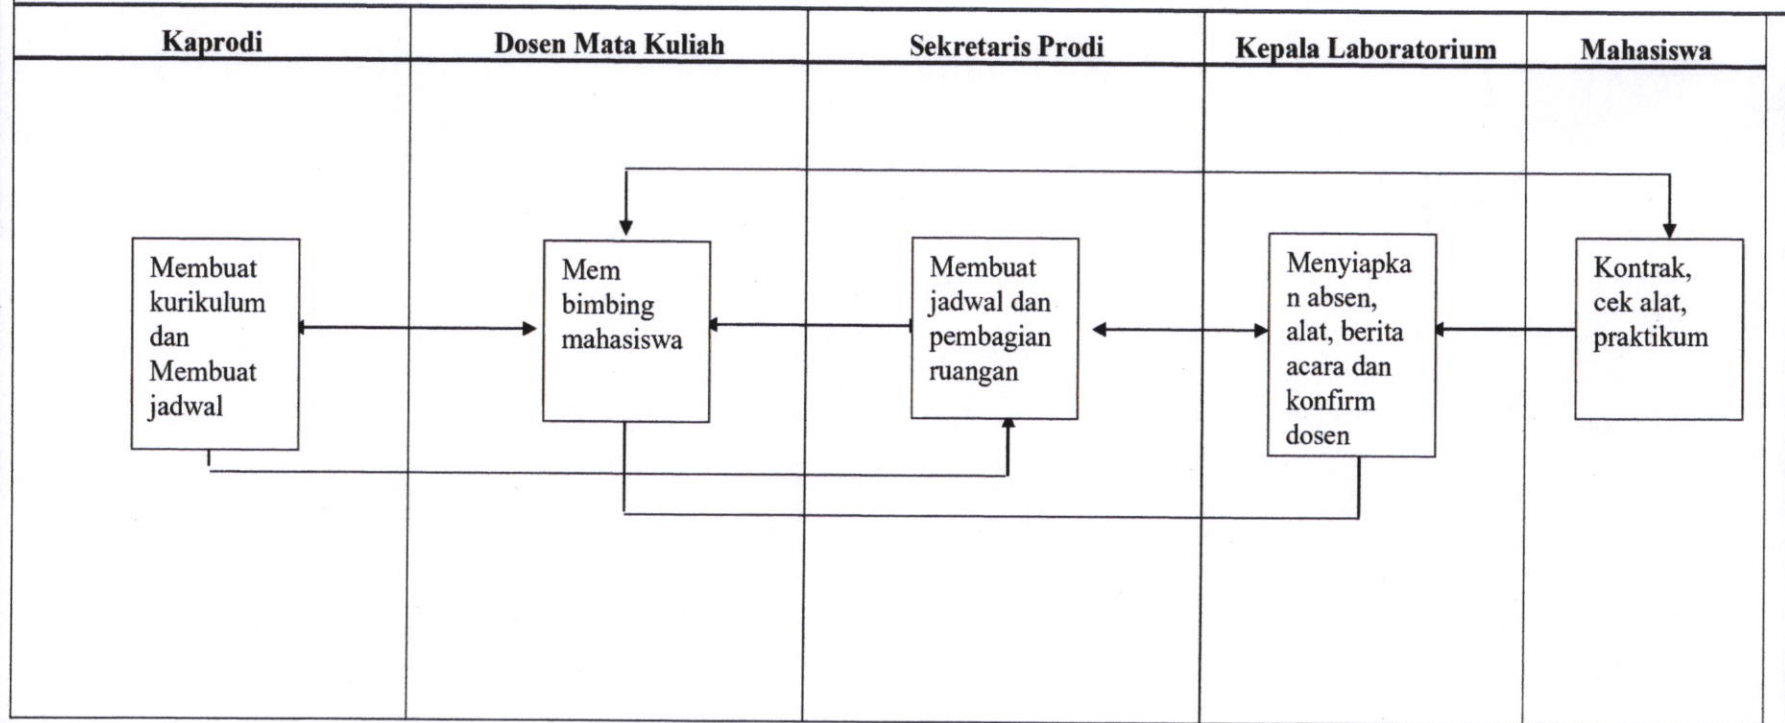 Kaprodi
Dosen Mata Kuliah
Sekretaris Prodi
Kepala Laboratorium
Mahasiswa
Membuat
kurikulum
dan
Membuat
jadwal
Mem
bimbing
mahasiswa
Membuat
jadwal dan
pembagian
ruangan
Menyiapka
n absen,
alat, berita
acara dan
konfirm
dosen
Kontrak,
cek alat,
praktikum